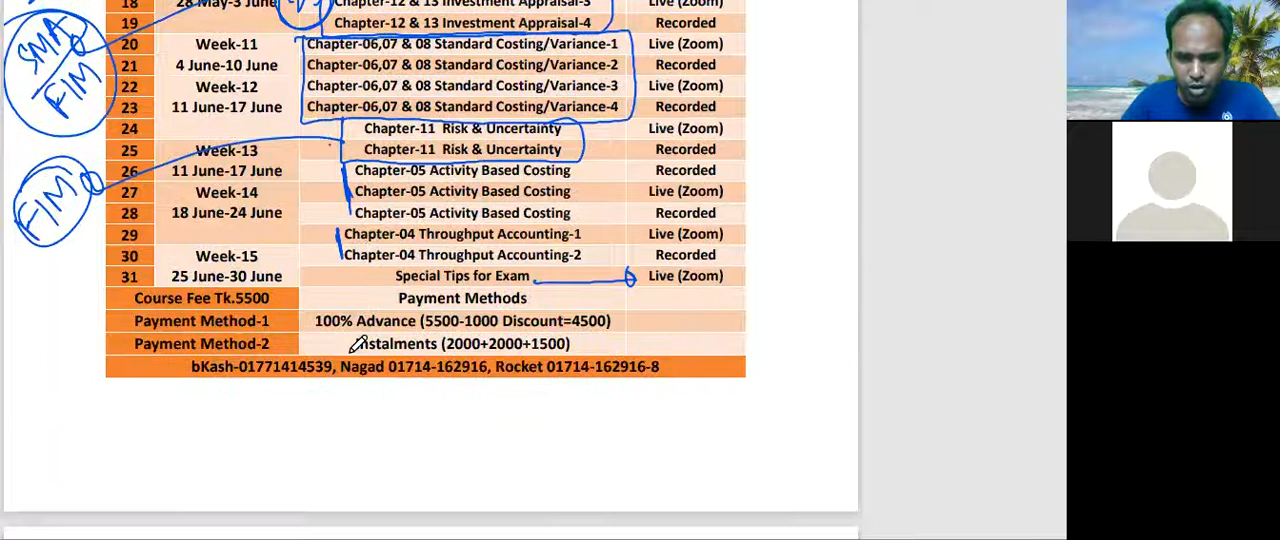 18 28 May-3 June Chapter-12 & 13 Investment Appraisal-3 Live (Zoom)
19 Chapter-12 & 13 Investment Appraisal-4 Recorded
20 Week-11 Chapter-06,07 & 08 Standard Costing/Variance-1 Live (Zoom)
21 4 June-10 June Chapter-06,07 & 08 Standard Costing/Variance-2 Recorded
22 Week-12 Chapter-06,07 & 08 Standard Costing/Variance-3 Live (Zoom)
23 11 June-17 June Chapter-06,07 & 08 Standard Costing/Variance-4 Recorded
SMA
FIM
24 Chapter-11 Risk & Uncertainty Live (Zoom)
25 Week-13 Chapter-11 Risk & Uncertainty Recorded
26 11 June-17 June Chapter-05 Activity Based Costing Recorded
27 Week-14 Chapter-05 Activity Based Costing Live (Zoom)
FIM
28 18 June-24 June Chapter-05 Activity Based Costing Recorded
29 Chapter-04 Throughput Accounting-1 Live (Zoom)
30 Week-15 Chapter-04 Throughput Accounting-2 Recorded
31 25 June-30 June Special Tips for Exam Live (Zoom)
Course Fee Tk.5500 Payment Methods
Payment Method-1 100% Advance (5500-1000 Discount=4500)
Payment Method-2 Instalments (2000+2000+1500)
bKash-01771414539, Nagad 01714-162916, Rocket 01714-162916-8